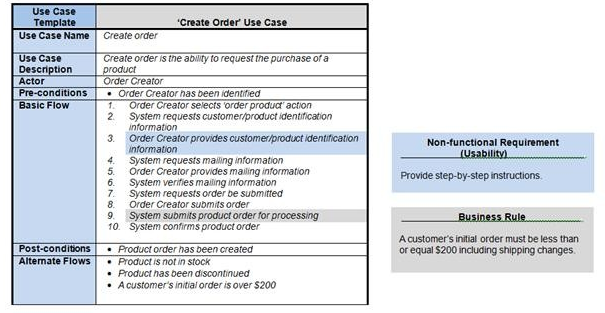 Use Case
Template
'Create Order' Use Case
Use Case Name
Create order
Use Case
Description
Create order is the ability to request the purchase of a
product
Actor
Order Creator
Pre-conditions
• Order Creator has been identified
Basic Flow
1. Order Creator selects 'order product' action
2. System requests customer/product identification
information
3. Order Creator provides customer/product identification
information
4. System requests mailing information
5. Order Creator provides mailing information
6. System verifies mailing information
7. System requests order be submitted
8. Order Creator submits order
9. System submits product order for processing
10. System confirms product order
Post-conditions
• Product order has been created
Alternate Flows
• Product is not in stock
• Product has been discontinued
• A customer's initial order is over $200
Non-functional Requirement
(Usability)
Provide step-by-step instructions.
Business Rule
A customer's initial order must be less than
or equal $200 including shipping changes.